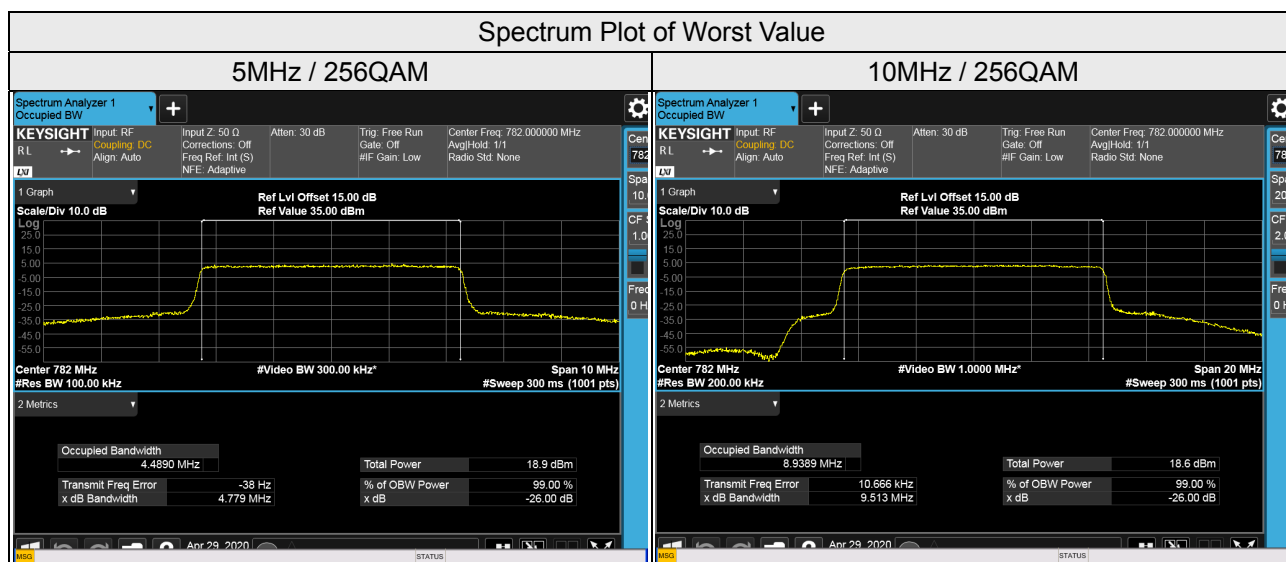 Spectrum Plot of Worst Value
5MHz / 256QAM
10MHz / 256QAM
Spectrum Analyzer 1
Occupied BW
KEYSIGHT
Input: RF
Input Z: 50 Ω
Atten: 30 dB
Trig: Free Run
Center Freq: 782.000000 MHz
RL
Coupling: DC
Corrections: Off
Gate: Off
Avg|Hold: 1/1
Align: Auto
Freq Ref: Int (S)
#IF Gain: Low
Radio Std: None
LXI
NFE: Adaptive
1 Graph
Ref Lvl Offset 15.00 dB
Scale/Div 10.0 dB
Ref Value 35.00 dBm
Log
25.0
15.0
5.00
-5.00
-15.0
-25.0
-35.0
-45.0
-55.0
Center 782 MHz
#Video BW 300.00 kHz*
Span 10 MHz
#Res BW 100.00 kHz
#Sweep 300 ms (1001 pts)
2 Metrics
Occupied Bandwidth
4.4890 MHz
Total Power 18.9 dBm
Transmit Freq Error -38 Hz
% of OBW Power 99.00 %
x dB Bandwidth 4.779 MHz
x dB -26.00 dB
Apr 29, 2020
MSG
STATUS
Spectrum Analyzer 1
Occupied BW
KEYSIGHT
Input: RF
Input Z: 50 Ω
Atten: 30 dB
Trig: Free Run
Center Freq: 782.000000 MHz
RL
Coupling: DC
Corrections: Off
Gate: Off
Avg|Hold: 1/1
Align: Auto
Freq Ref: Int (S)
#IF Gain: Low
Radio Std: None
LXI
NFE: Adaptive
1 Graph
Ref Lvl Offset 15.00 dB
Scale/Div 10.0 dB
Ref Value 35.00 dBm
Log
25.0
15.0
5.00
-5.00
-15.0
-25.0
-35.0
-45.0
-55.0
Center 782 MHz
#Video BW 1.0000 MHz*
Span 20 MHz
#Res BW 200.00 kHz
#Sweep 300 ms (1001 pts)
2 Metrics
Occupied Bandwidth
8.9389 MHz
Total Power 18.6 dBm
Transmit Freq Error 10.666 kHz
% of OBW Power 99.00 %
x dB Bandwidth 9.513 MHz
x dB -26.00 dB
Apr 29, 2020
MSG
STATUS